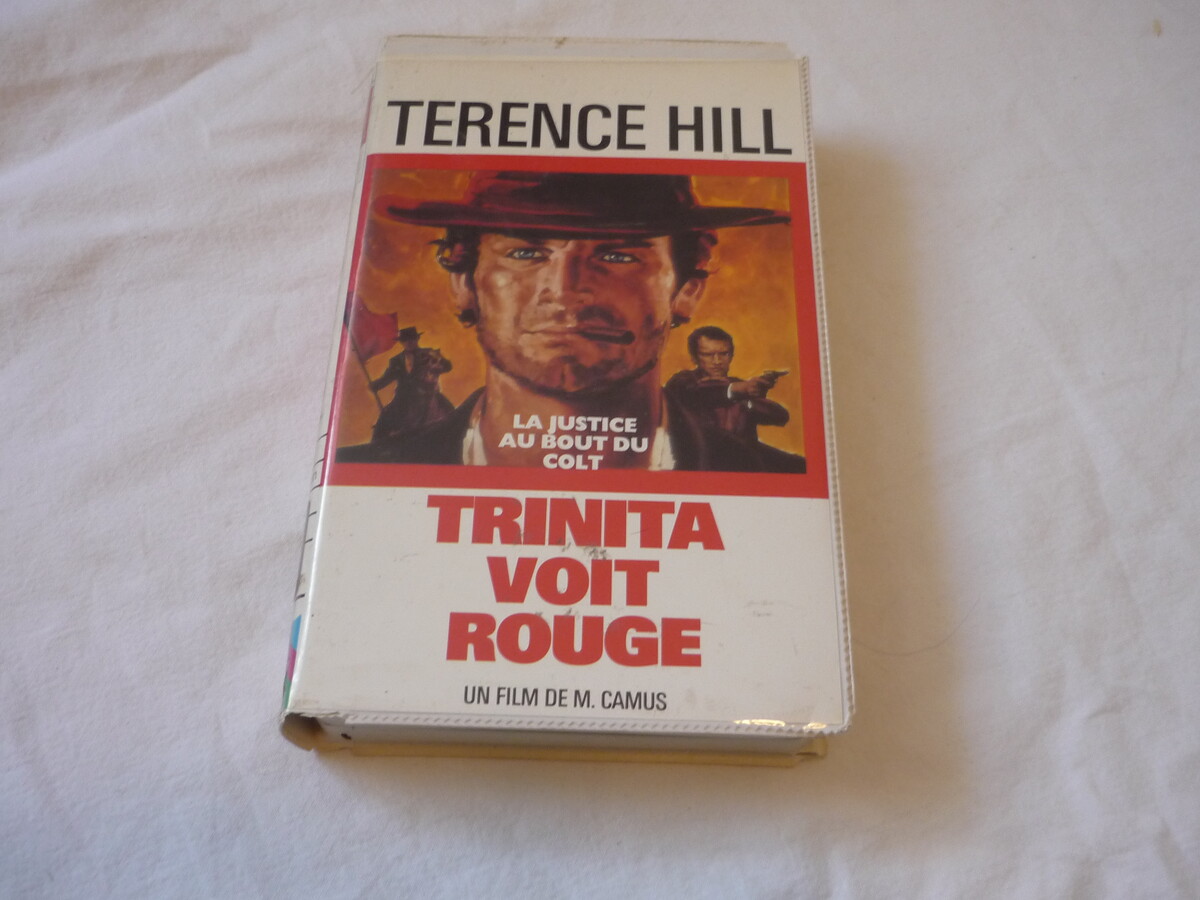 TERENCE HILL
LA JUSTICE
AU BOUT DU
COLT
TRINITA
VOIT
ROUGE
UN FILM DE M. CAMUS